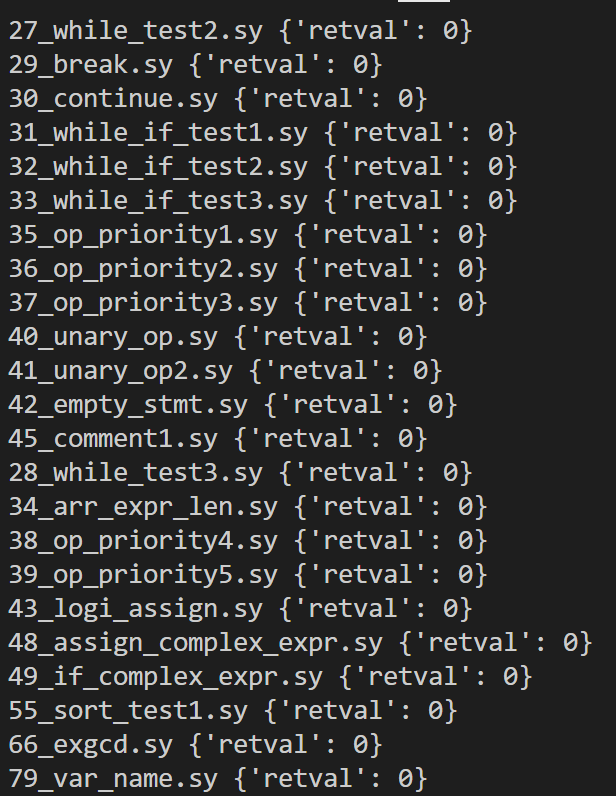 27_while_test2.sy {'retval': 0}
29_break.sy {'retval': 0}
30_continue.sy {'retval': 0}
31_while_if_test1.sy {'retval': 0}
32_while_if_test2.sy {'retval': 0}
33_while_if_test3.sy {'retval': 0}
35_op_priority1.sy {'retval': 0}
36_op_priority2.sy {'retval': 0}
37_op_priority3.sy {'retval': 0}
40_unary_op.sy {'retval': 0}
41_unary_op2.sy {'retval': 0}
42_empty_stmt.sy {'retval': 0}
45_comment1.sy {'retval': 0}
28_while_test3.sy {'retval': 0}
34_arr_expr_len.sy {'retval': 0}
38_op_priority4.sy {'retval': 0}
39_op_priority5.sy {'retval': 0}
43_logi_assign.sy {'retval': 0}
48_assign_complex_expr.sy {'retval': 0}
49_if_complex_expr.sy {'retval': 0}
55_sort_test1.sy {'retval': 0}
66_exgcd.sy {'retval': 0}
79_var_name.sy {'retval': 0}